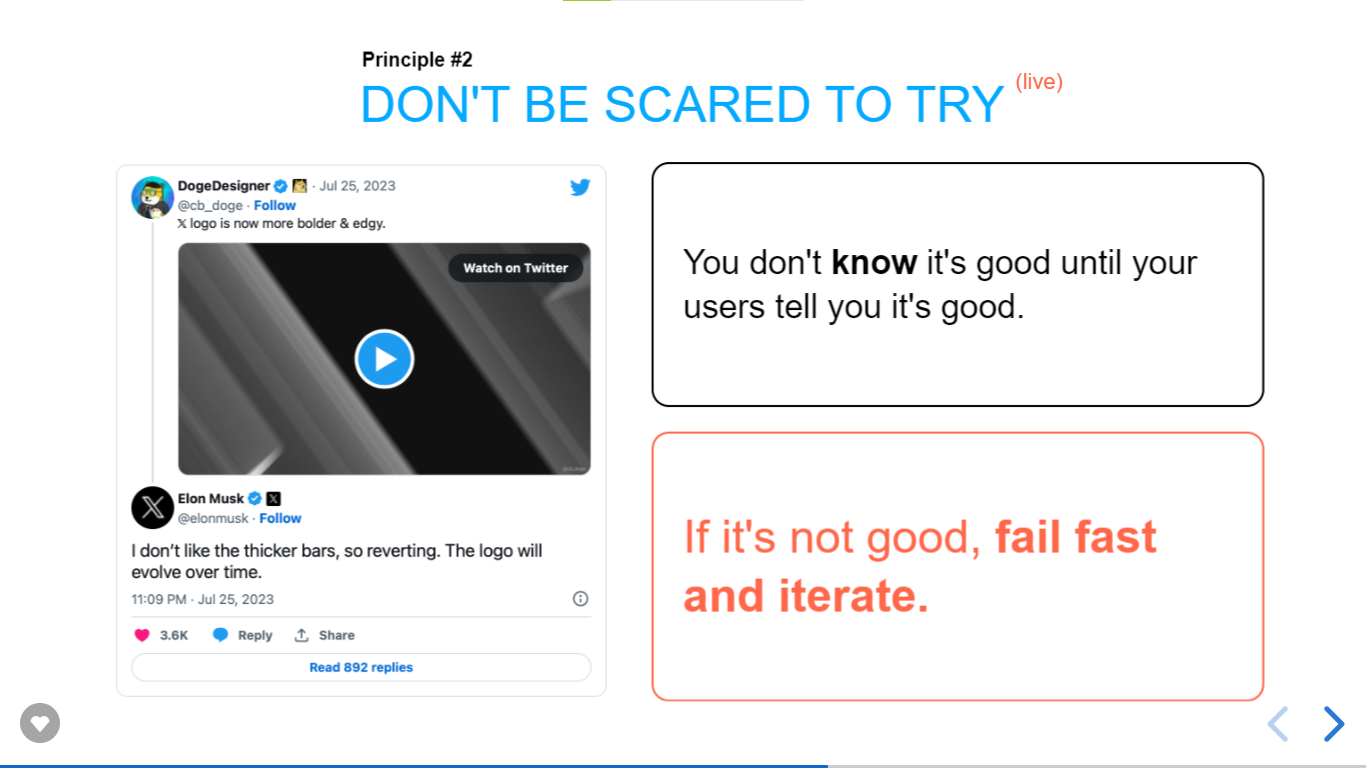 Principle #2
DON'T BE SCARED TO TRY (live)
DogeDesigner · Jul 25, 2023
@cb_doge · Follow
𝕏 logo is now more bolder & edgy.
Watch on Twitter
Elon Musk
@elonmusk · Follow
I don't like the thicker bars, so reverting. The logo will
evolve over time.
11:09 PM · Jul 25, 2023
3.6K Reply Share
Read 892 replies
You don't know it's good until your
users tell you it's good.
If it's not good, fail fast
and iterate.